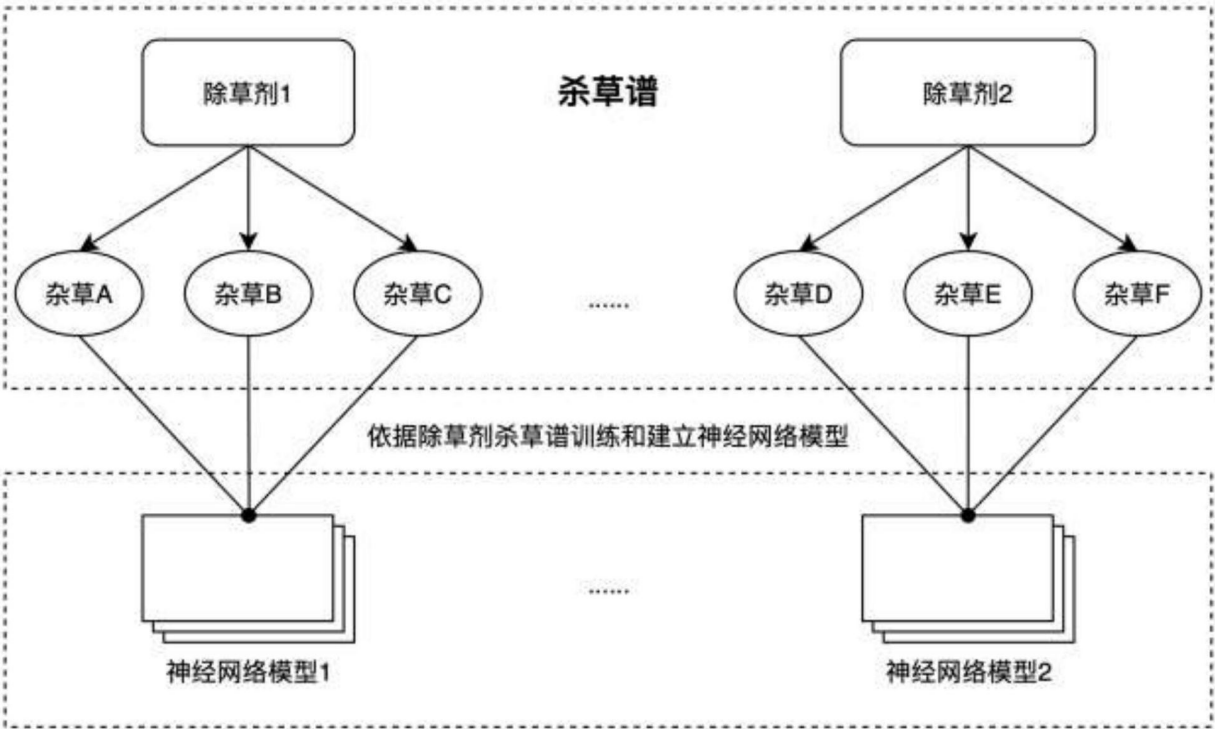 除草剂1
杀草谱
除草剂2
杂草A
杂草B
杂草C
......
杂草D
杂草E
杂草F
依据除草剂杀草谱训练和建立神经网络模型
......
神经网络模型1
神经网络模型2